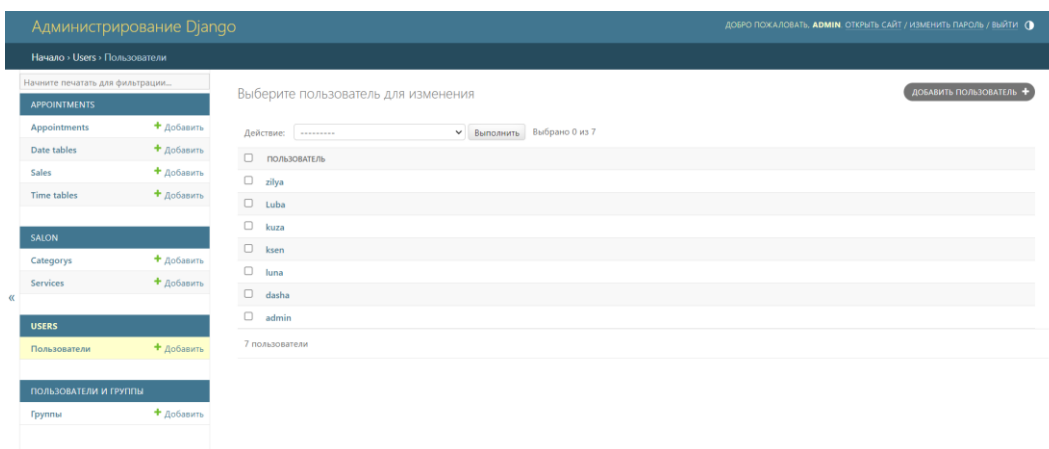 Администрирование Django
ДОБРО ПОЖАЛОВАТЬ, ADMIN. ОТКРЫТЬ САЙТ / ИЗМЕНИТЬ ПАРОЛЬ / ВЫЙТИ
Начало › Users › Пользователи
Начните печатать для фильтрации...
APPOINTMENTS
Appointments + Добавить
Date tables + Добавить
Sales + Добавить
Time tables + Добавить
SALON
Categorys + Добавить
Services + Добавить
«
USERS
Пользователи + Добавить
ПОЛЬЗОВАТЕЛИ И ГРУППЫ
Группы + Добавить
Выберите пользователь для изменения
ДОБАВИТЬ ПОЛЬЗОВАТЕЛЬ +
Действие: --------- Выполнить Выбрано 0 из 7
ПОЛЬЗОВАТЕЛЬ
zilya
Luba
kuza
ksen
luna
dasha
admin
7 пользователи